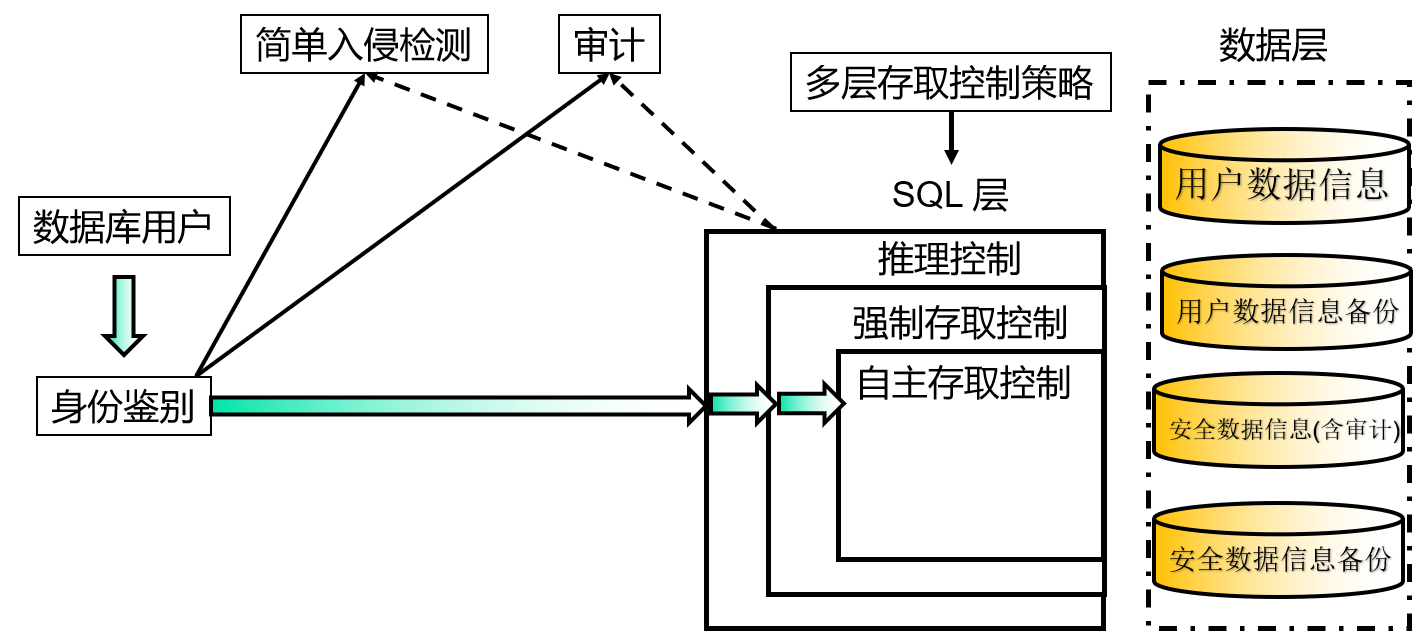 简单入侵检测
审计
多层存取控制策略
数据层
SQL 层
数据库用户
身份鉴别
推理控制
强制存取控制
自主存取控制
用户数据信息
用户数据信息备份
安全数据信息(含审计)
安全数据信息备份